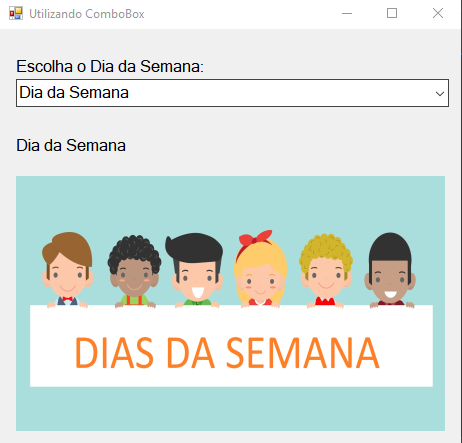 Utilizando ComboBox
Escolha o Dia da Semana:
Dia da Semana
Dia da Semana
DIAS DA SEMANA